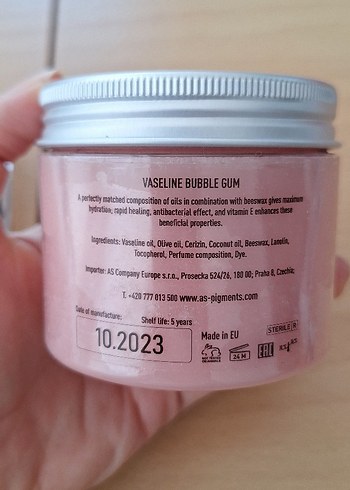 VASELINE BUBBLE GUM
A perfectly matched composition of oils in combination with beeswax gives maximum
hydration, rapid healing, antibacterial effect, and vitamin E enhances these
beneficial properties.
Ingredients: Vaseline oil, Olive oil, Cerizin, Coconut oil, Beeswax, Lanolin,
Tocopherol, Perfume composition, Dye.
Importer: AS Company Europe s.r.o., Prosecka 524/26, 180 00; Praha 8, Czechia;
T. +420 777 013 500 www.as-pigments.com
Date of manufacture:
Shelf life: 5 years
10.2023
Made in EU
STERILE R
24 M
EAC